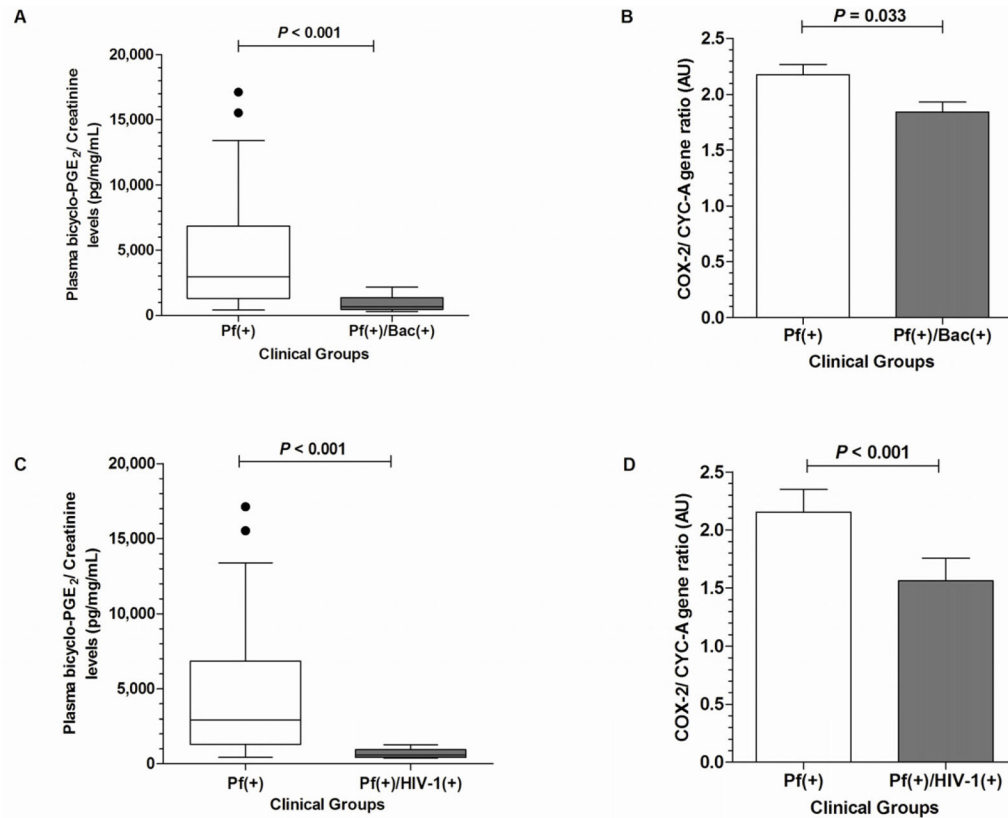 A
P < 0.001
20,000
15,000
10,000
5,000
0
Plasma bicyclo-PGE2/ Creatinine
levels (pg/mg/mL)
Pf(+)
Pf(+)/Bac(+)
Clinical Groups
B
P = 0.033
2.5
2.0
1.5
1.0
0.5
0.0
COX-2/ CYC-A gene ratio (AU)
Pf(+)
Pf(+)/Bac(+)
Clinical Groups
C
P < 0.001
20,000
15,000
10,000
5,000
0
Plasma bicyclo-PGE2/ Creatinine
levels (pg/mg/mL)
Pf(+)
Pf(+)/HIV-1(+)
Clinical Groups
D
P < 0.001
2.5
2.0
1.5
1.0
0.5
0.0
COX-2/ CYC-A gene ratio (AU)
Pf(+)
Pf(+)/HIV-1(+)
Clinical Groups